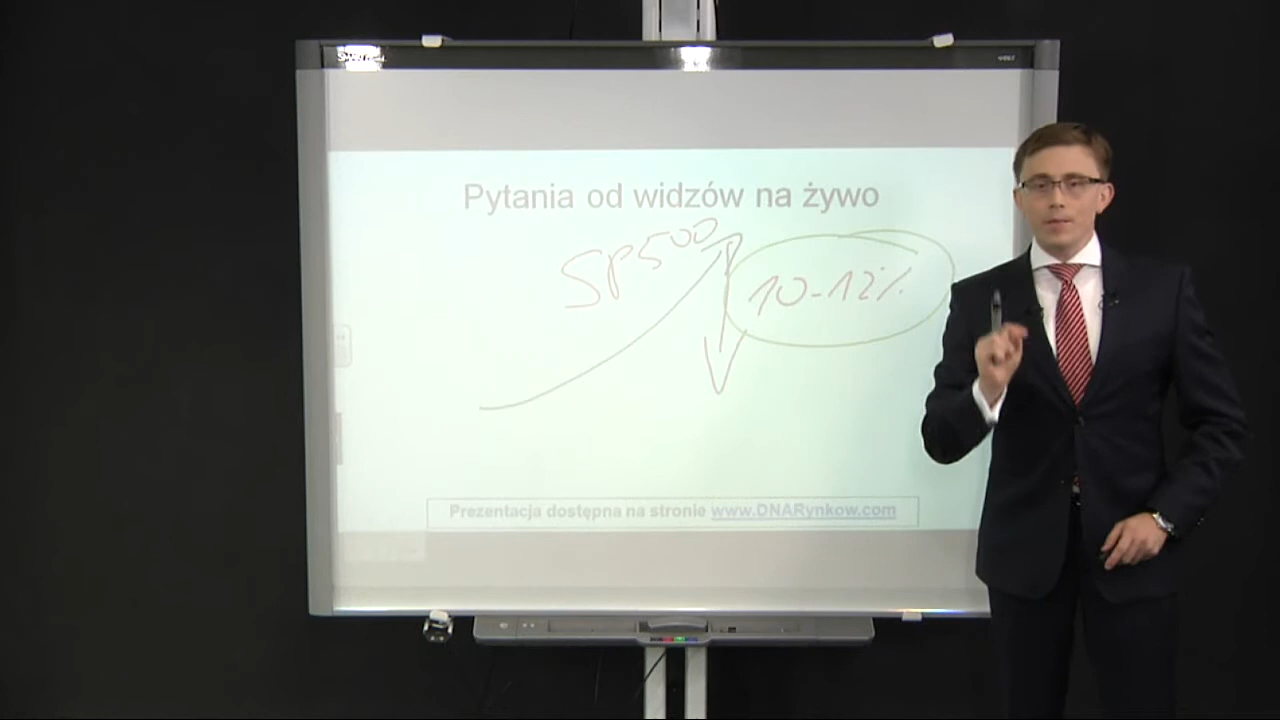 Pytania od widzów na żywo
SP500
10-12%
Prezentacja dostępna na stronie www.DNARynkow.com